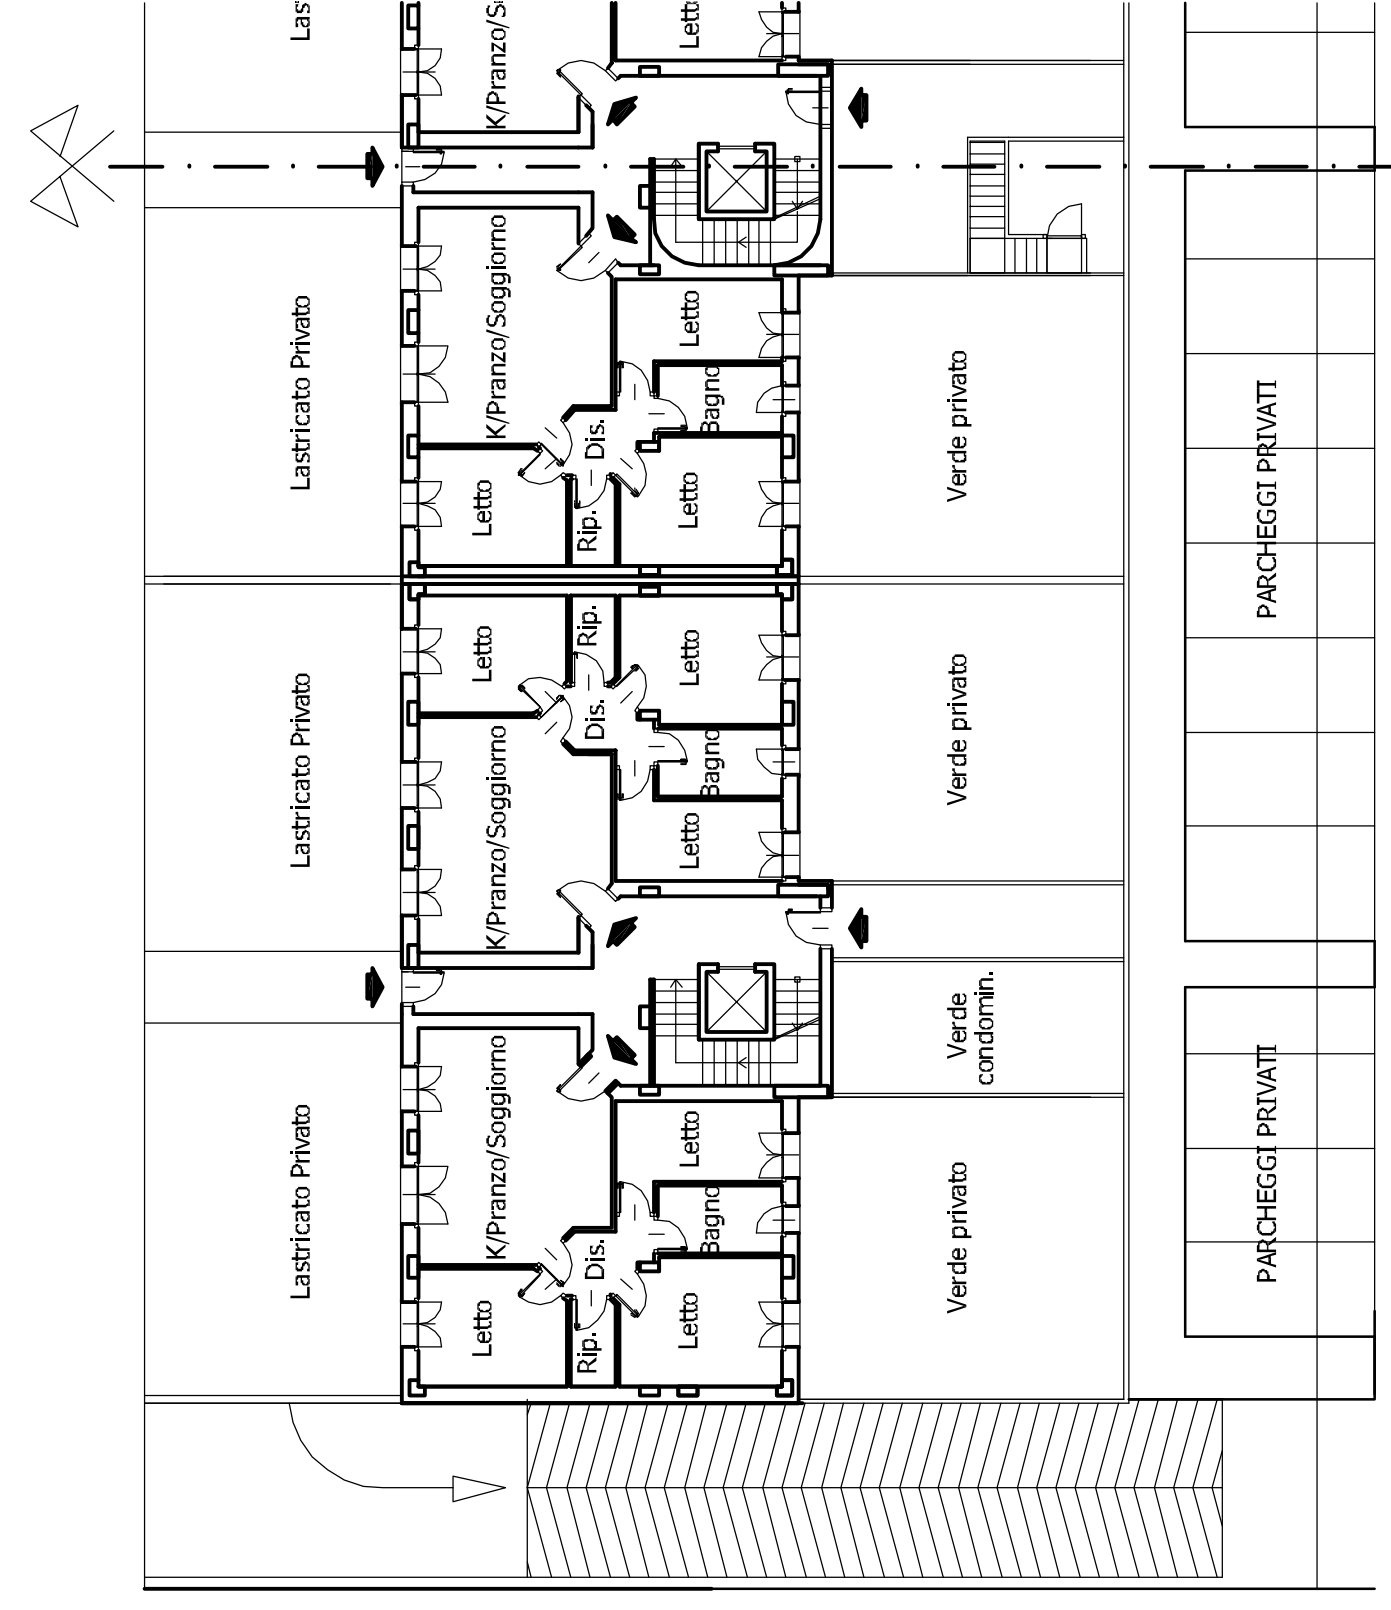 Lastricato Privato
Lastricato Privato
Lastricato Privato
Las
Letto
K/Pranzo/Soggiorno
K/Pranzo/Soggiorno
Letto
Letto
K/Pranzo/Soggiorno
K/Pranzo/S
Rip.
Dis.
Dis.
Rip.
Rip.
Dis.
Letto
Bagno
Letto
Letto
Bagno
Letto
Letto
Bagno
Letto
Lett
Verde privato
Verde
condomin.
Verde privato
Verde privato
PARCHEGGI PRIVATI
PARCHEGGI PRIVATI